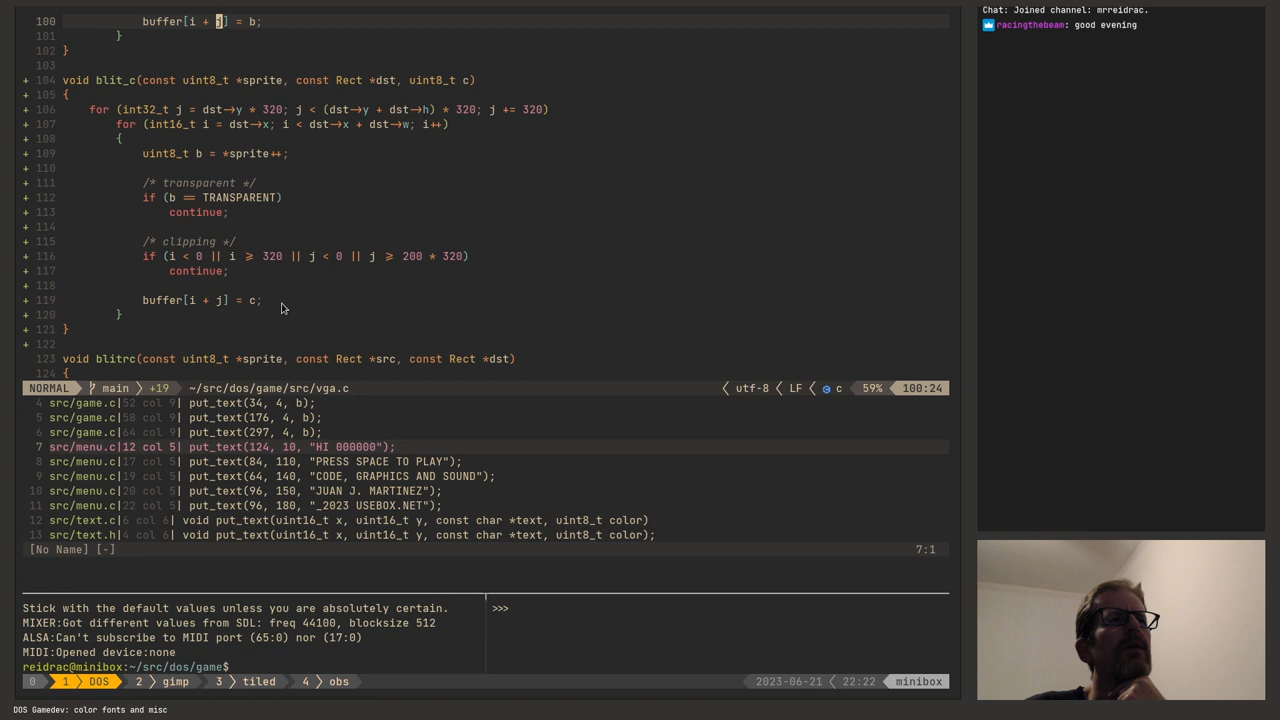 100 buffer[i + j] = b;
101 }
102 }
103
+ 104 void blit_c(const uint8_t *sprite, const Rect *dst, uint8_t c)
+ 105 {
+ 106 for (int32_t j = dst→y * 320; j < (dst→y + dst→h) * 320; j += 320)
+ 107 for (int16_t i = dst→x; i < dst→x + dst→w; i++)
+ 108 {
+ 109 uint8_t b = *sprite++;
+ 110
+ 111 /* transparent */
+ 112 if (b == TRANSPARENT)
+ 113 continue;
+ 114
+ 115 /* clipping */
+ 116 if (i < 0 || i ⩾ 320 || j < 0 || j ⩾ 200 * 320)
+ 117 continue;
+ 118
+ 119 buffer[i + j] = c;
+ 120 }
+ 121 }
+ 122
123 void blitrc(const uint8_t *sprite, const Rect *src, const Rect *dst)
124 {
NORMAL main +19 ~/src/dos/game/src/vga.c utf-8 LF c 59% 100:24
4 src/game.c|52 col 9| put_text(34, 4, b);
5 src/game.c|58 col 9| put_text(176, 4, b);
6 src/game.c|64 col 9| put_text(297, 4, b);
7 src/menu.c|12 col 5| put_text(124, 10, "HI 000000");
8 src/menu.c|17 col 5| put_text(84, 110, "PRESS SPACE TO PLAY");
9 src/menu.c|19 col 5| put_text(64, 140, "CODE, GRAPHICS AND SOUND");
10 src/menu.c|20 col 5| put_text(96, 150, "JUAN J. MARTINEZ");
11 src/menu.c|22 col 5| put_text(96, 180, "_2023 USEBOX.NET");
12 src/text.c|6 col 6| void put_text(uint16_t x, uint16_t y, const char *text, uint8_t color)
13 src/text.h|4 col 6| void put_text(uint16_t x, uint16_t y, const char *text, uint8_t color);
[No Name] [-] 7:1
Stick with the default values unless you are absolutely certain.
MIXER:Got different values from SDL: freq 44100, blocksize 512
ALSA:Can't subscribe to MIDI port (65:0) nor (17:0)
MIDI:Opened device:none
reidrac@minibox:~/src/dos/game$
>>>
0 1 DOS 2 gimp 3 tiled 4 obs 2023-06-21 22:22 minibox
DOS Gamedev: color fonts and misc
Chat: Joined channel: mrreidrac.
racingthebeam: good evening